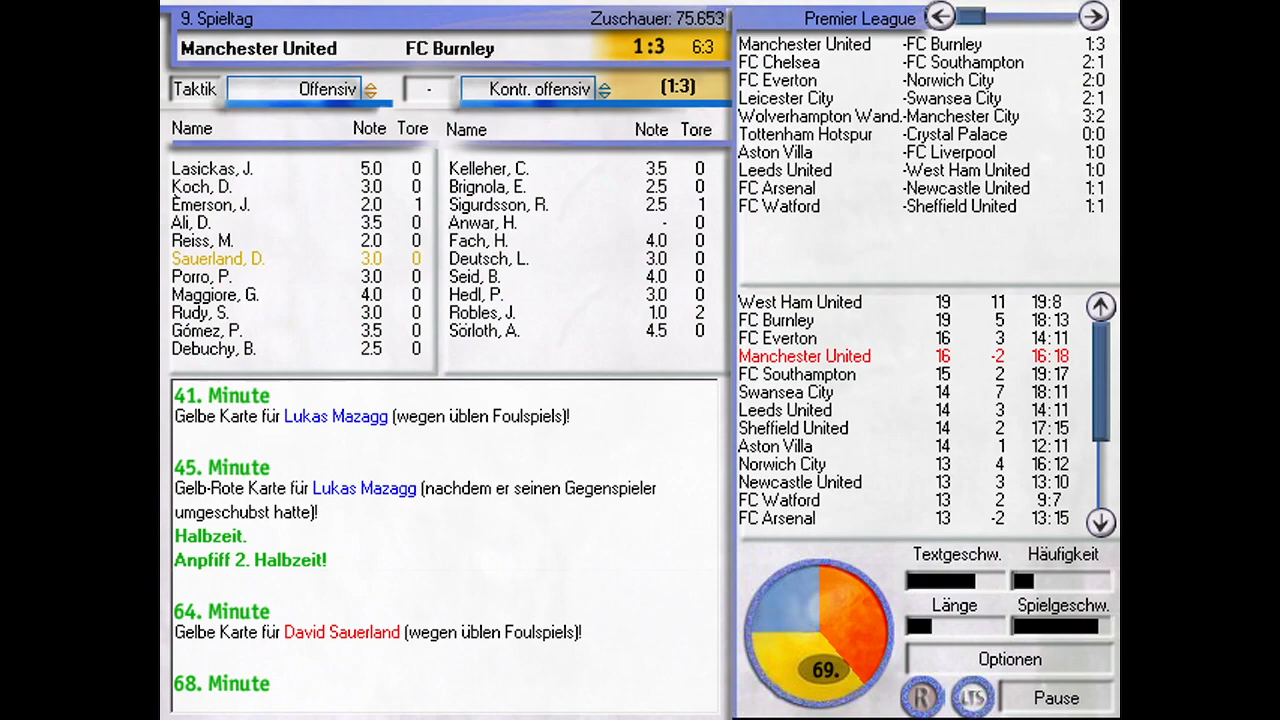 9. Spieltag Zuschauer: 75.653
Manchester United FC Burnley 1:3 6:3
Taktik Offensiv - Kontr. offensiv (1:3)
Name Note Tore Name Note Tore
Lasickas, J. 5.0 0 Kelleher, C. 3.5 0
Koch, D. 3.0 0 Brignola, E. 2.5 0
Èmerson, J. 2.0 1 Sigurdsson, R. 2.5 1
Ali, D. 3.5 0 Anwar, H. - 0
Reiss, M. 2.0 0 Fach, H. 4.0 0
Sauerland, D. 3.0 0 Deutsch, L. 3.0 0
Porro, P. 3.0 0 Seid, B. 4.0 0
Maggiore, G. 4.0 0 Hedl, P. 3.0 0
Rudy, S. 3.0 0 Robles, J. 1.0 2
Gómez, P. 3.5 0 Sörloth, A. 4.5 0
Debuchy, B. 2.5 0
41. Minute
Gelbe Karte für Lukas Mazagg (wegen üblen Foulspiels)!
45. Minute
Gelb-Rote Karte für Lukas Mazagg (nachdem er seinen Gegenspieler
umgeschubst hatte)!
Halbzeit.
Anpfiff 2. Halbzeit!
64. Minute
Gelbe Karte für David Sauerland (wegen üblen Foulspiels)!
68. Minute
Premier League
Manchester United -FC Burnley 1:3
FC Chelsea -FC Southampton 2:1
FC Everton -Norwich City 2:0
Leicester City -Swansea City 2:1
Wolverhampton Wand.-Manchester City 3:2
Tottenham Hotspur -Crystal Palace 0:0
Aston Villa -FC Liverpool 1:0
Leeds United -West Ham United 1:0
FC Arsenal -Newcastle United 1:1
FC Watford -Sheffield United 1:1
West Ham United 19 11 19:8
FC Burnley 19 5 18:13
FC Everton 16 3 14:11
Manchester United 16 -2 16:18
FC Southampton 15 2 19:17
Swansea City 14 7 18:11
Leeds United 14 3 14:11
Sheffield United 14 2 17:15
Aston Villa 14 1 12:11
Norwich City 13 4 16:12
Newcastle United 13 3 13:10
FC Watford 13 2 9:7
FC Arsenal 13 -2 13:15
Textgeschw. Häufigkeit
Länge Spielgeschw.
69.
Optionen
R LTS Pause